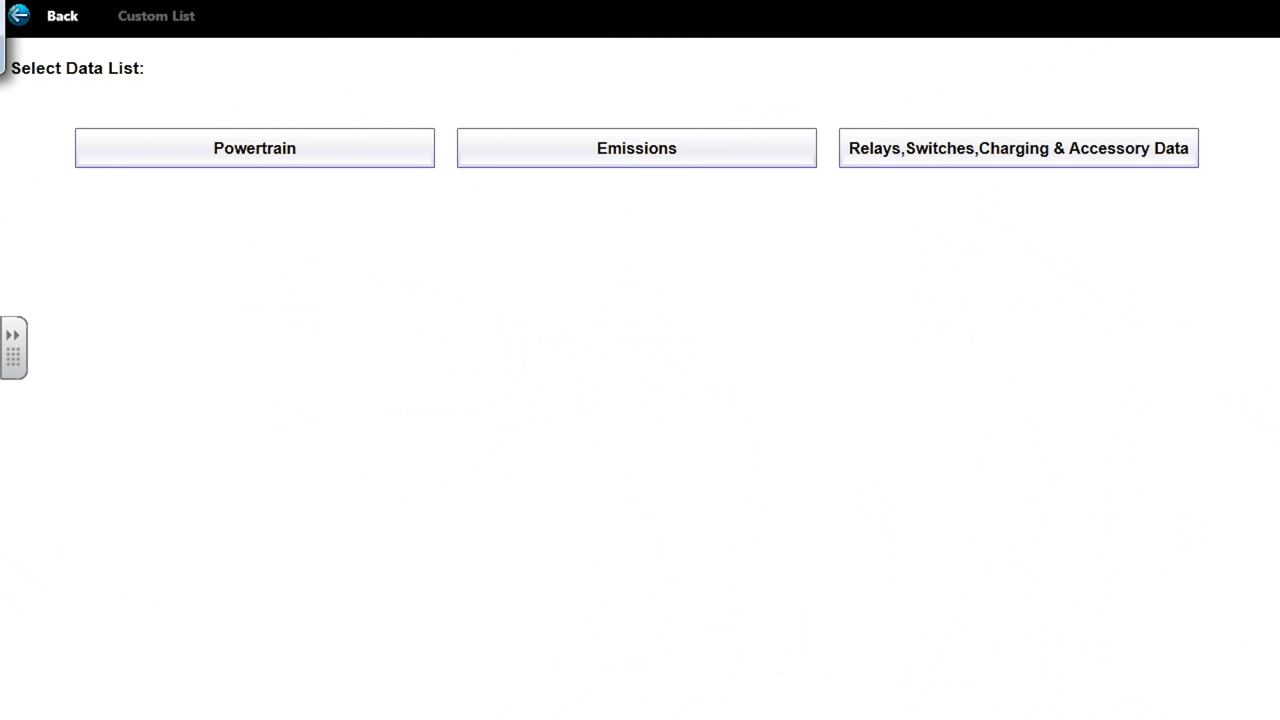 Back Custom List
Select Data List:
Powertrain
Emissions
Relays,Switches,Charging & Accessory Data